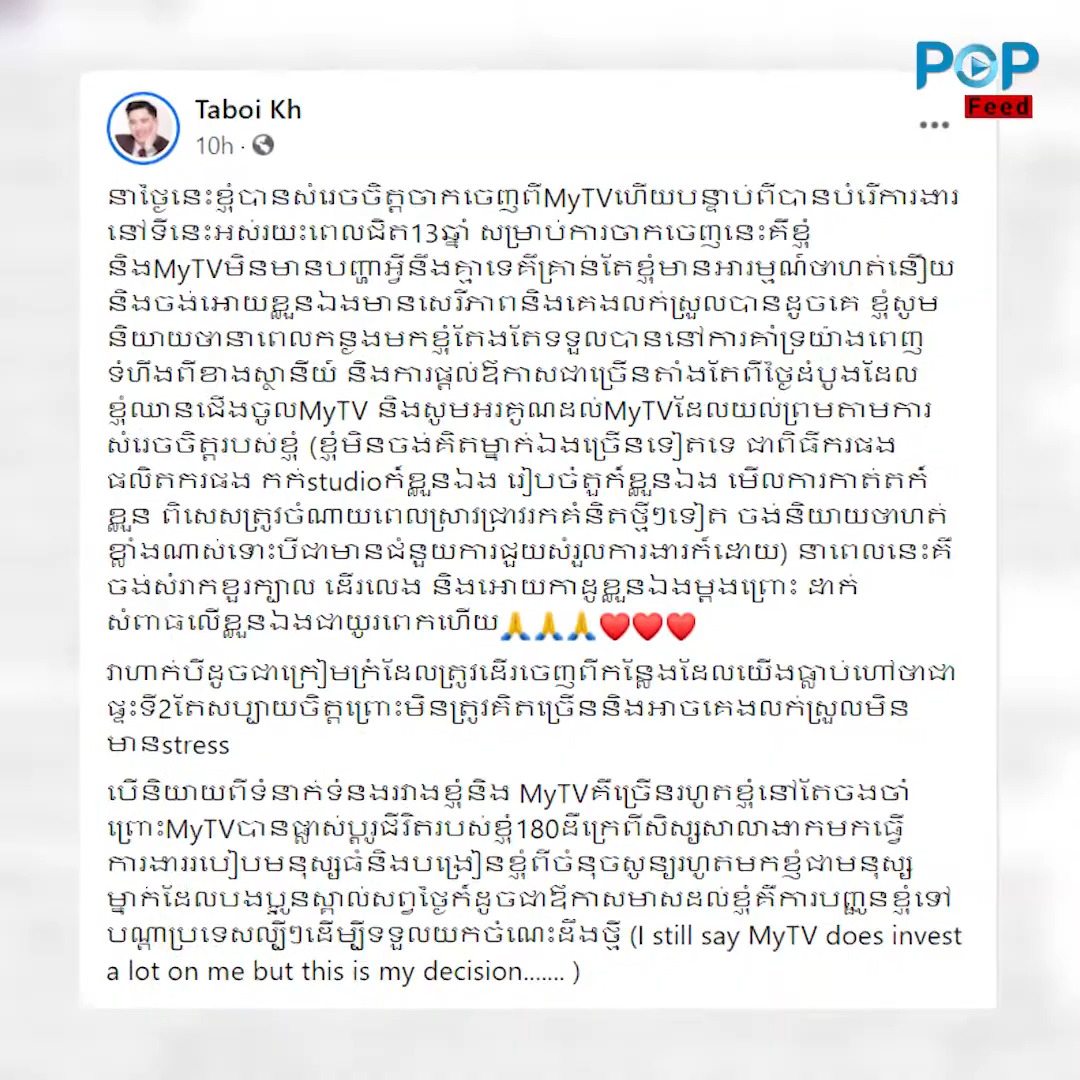 POP
Feed
Taboi Kh
10h ·
នាថ្ងៃនេះខ្ញុំបានសំរេចចិត្តចាកចេញពីMyTVហើយបន្ទាប់ពីបានបំរើការងារ
នៅទីនេះអស់រយះពេលជិត13ឆ្នាំ សម្រាប់ការចាកចេញនេះគឺខ្ញុំ
និងMyTVមិនមានបញ្ហាអ្វីនឹងគ្នាទេគឺគ្រាន់តែខ្ញុំមានអារម្មណ៍ថាហត់នឿយ
និងចង់អោយខ្លួនឯងមានសេរីភាពនិងគេងលក់ស្រួលបានដូចគេ ខ្ញុំសូម
និយាយថានាពេលកន្លងមកខ្ញុំតែងតែទទួលបាននៅការគាំទ្រយ៉ាងពេញ
ទំហឹងពីខាងស្ថានីយ៍ និងការផ្តល់ឪកាសជាច្រើនតាំងតែពីថ្ងៃដំបូងដែល
ខ្ញុំឈានជើងចូលMyTV និងសូមអរគូណដល់MyTVដែលយល់ព្រមតាមការ
សំរេចចិត្តរបស់ខ្ញុំ (ខ្ញុំមិនចង់គិតម្នាក់ឯងច្រើនទៀតទេ ជាពិធីករផង
ផលិតករផង កក់studioក៏ខ្លួនឯង រៀបចំតួក៏ខ្លួនឯង មើលការកាត់តក៏
ខ្លួន ពិសេសត្រូវចំណាយពេលស្រាវជ្រាវរកគំនិតថ្មីៗទៀត ចង់និយាយថាហត់
ខ្លាំងណាស់ទោះបីជាមានជំនួយការជួយសំរួលការងារក៏ដោយ) នាពេលនេះគឺ
ចង់សំរាកខួរក្បាល ដើរលេង និងអោយកាដូខ្លួនឯងម្តងព្រោះ ដាក់
សំពាធលើខ្លួនឯងជាយូរពេកហើយ🙏🙏🙏❤️❤️❤️
វាហាក់បីដូចជាក្រៀមក្រំដែលត្រូវដើរចេញពីកន្លែងដែលយើងធ្លាប់ហៅថាជា
ផ្ទះទី2តែសប្បាយចិត្តព្រោះមិនត្រូវគិតច្រើននិងអាចគេងលក់ស្រួលមិន
មានstress
បើនិយាយពីទំនាក់ទំនងរវាងខ្ញុំនិង MyTVគឺច្រើនរហូតខ្ញុំនៅតែចងចាំ
ព្រោះMyTVបានផ្លាស់ប្តូរជីវិតរបស់ខ្ញុំ180ដឺក្រេពីសិស្សសាលាងាកមកធ្វើ
ការងាររបៀបមនុស្សធំនិងបង្រៀនខ្ញុំពីចំនុចសូន្យរហូតមកខ្ញុំជាមនុស្ស
ម្នាក់ដែលបងប្អូនស្គាល់សព្វថ្ងៃក៏ដូចជាឪកាសមាសដល់ខ្ញុំគឺការបញ្ជូនខ្ញុំទៅ
បណ្តាប្រទេសល្បីៗដើម្បីទទួលយកចំណេះដឹងថ្មី (I still say MyTV does invest
a lot on me but this is my decision....... )